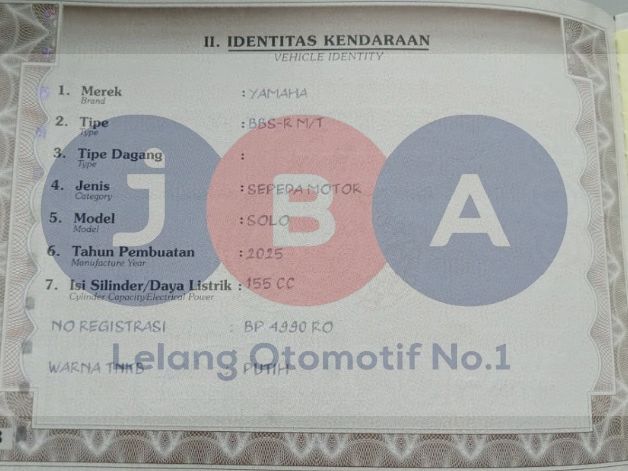 II. IDENTITAS KENDARAAN
VEHICLE IDENTITY
1. Merek : YAMAHA
Brand
2. Tipe : BBS-R M/T
Type
3. Tipe Dagang :
Type
4. Jenis : SEPEDA MOTOR
Category
5. Model : SOLO
Model
6. Tahun Pembuatan : 2025
Manufacture Year
7. Isi Silinder/Daya Listrik : 155 CC
Cylinder Capacity/Electrical Power
NO REGISTRASI : BP 4990 RO
WARNA TNKB : PUTIH
JBA
Lelang Otomotif No.1